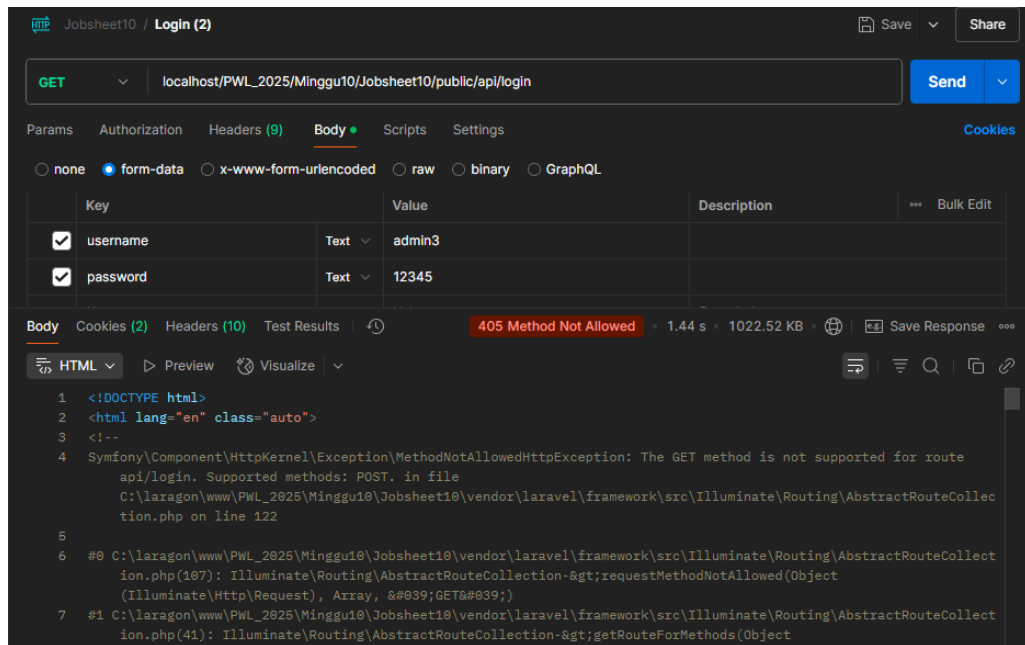 HTTP Jobsheet10 / Login (2) Save Share
GET localhost/PWL_2025/Minggu10/Jobsheet10/public/api/login Send
Params Authorization Headers (9) Body Scripts Settings Cookies
none form-data x-www-form-urlencoded raw binary GraphQL
Key Value Description Bulk Edit
username Text admin3
password Text 12345
Body Cookies (2) Headers (10) Test Results 405 Method Not Allowed 1.44 s 1022.52 KB e.g. Save Response
HTML Preview Visualize
1 <!DOCTYPE html>
2 <html lang="en" class="auto">
3 <!--
4 Symfony\Component\HttpKernel\Exception\MethodNotAllowedHttpException: The GET method is not supported for route
api/login. Supported methods: POST. in file
C:\laragon\www\PWL_2025\Minggu10\Jobsheet10\vendor\laravel\framework\src\Illuminate\Routing\AbstractRouteCollec
tion.php on line 122
5
6 #0 C:\laragon\www\PWL_2025\Minggu10\Jobsheet10\vendor\laravel\framework\src\Illuminate\Routing\AbstractRouteCollect
ion.php(107): Illuminate\Routing\AbstractRouteCollection-&gt;requestMethodNotAllowed(Object
(Illuminate\Http\Request), Array, &#039;GET&#039;)
7 #1 C:\laragon\www\PWL_2025\Minggu10\Jobsheet10\vendor\laravel\framework\src\Illuminate\Routing\AbstractRouteCollect
ion.php(41): Illuminate\Routing\AbstractRouteCollection-&gt;getRouteForMethods(Object